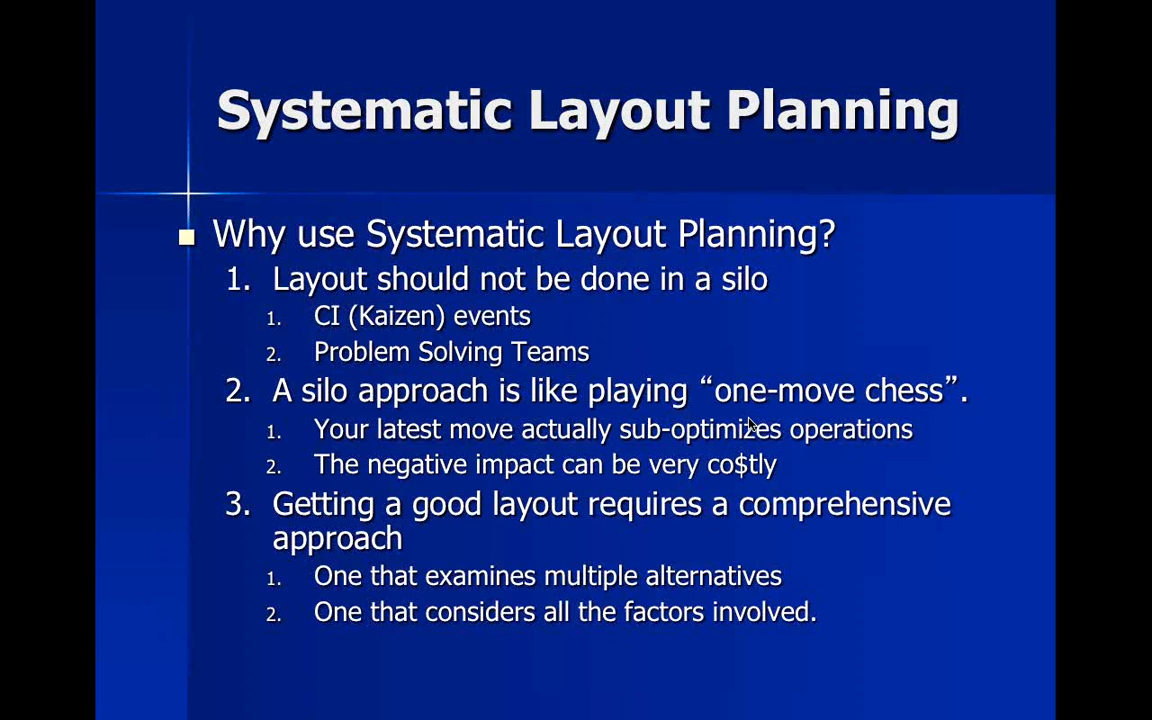 Systematic Layout Planning
Why use Systematic Layout Planning?
1. Layout should not be done in a silo
1. CI (Kaizen) events
2. Problem Solving Teams
2. A silo approach is like playing “one-move chess”.
1. Your latest move actually sub-optimizes operations
2. The negative impact can be very co$tly
3. Getting a good layout requires a comprehensive
approach
1. One that examines multiple alternatives
2. One that considers all the factors involved.